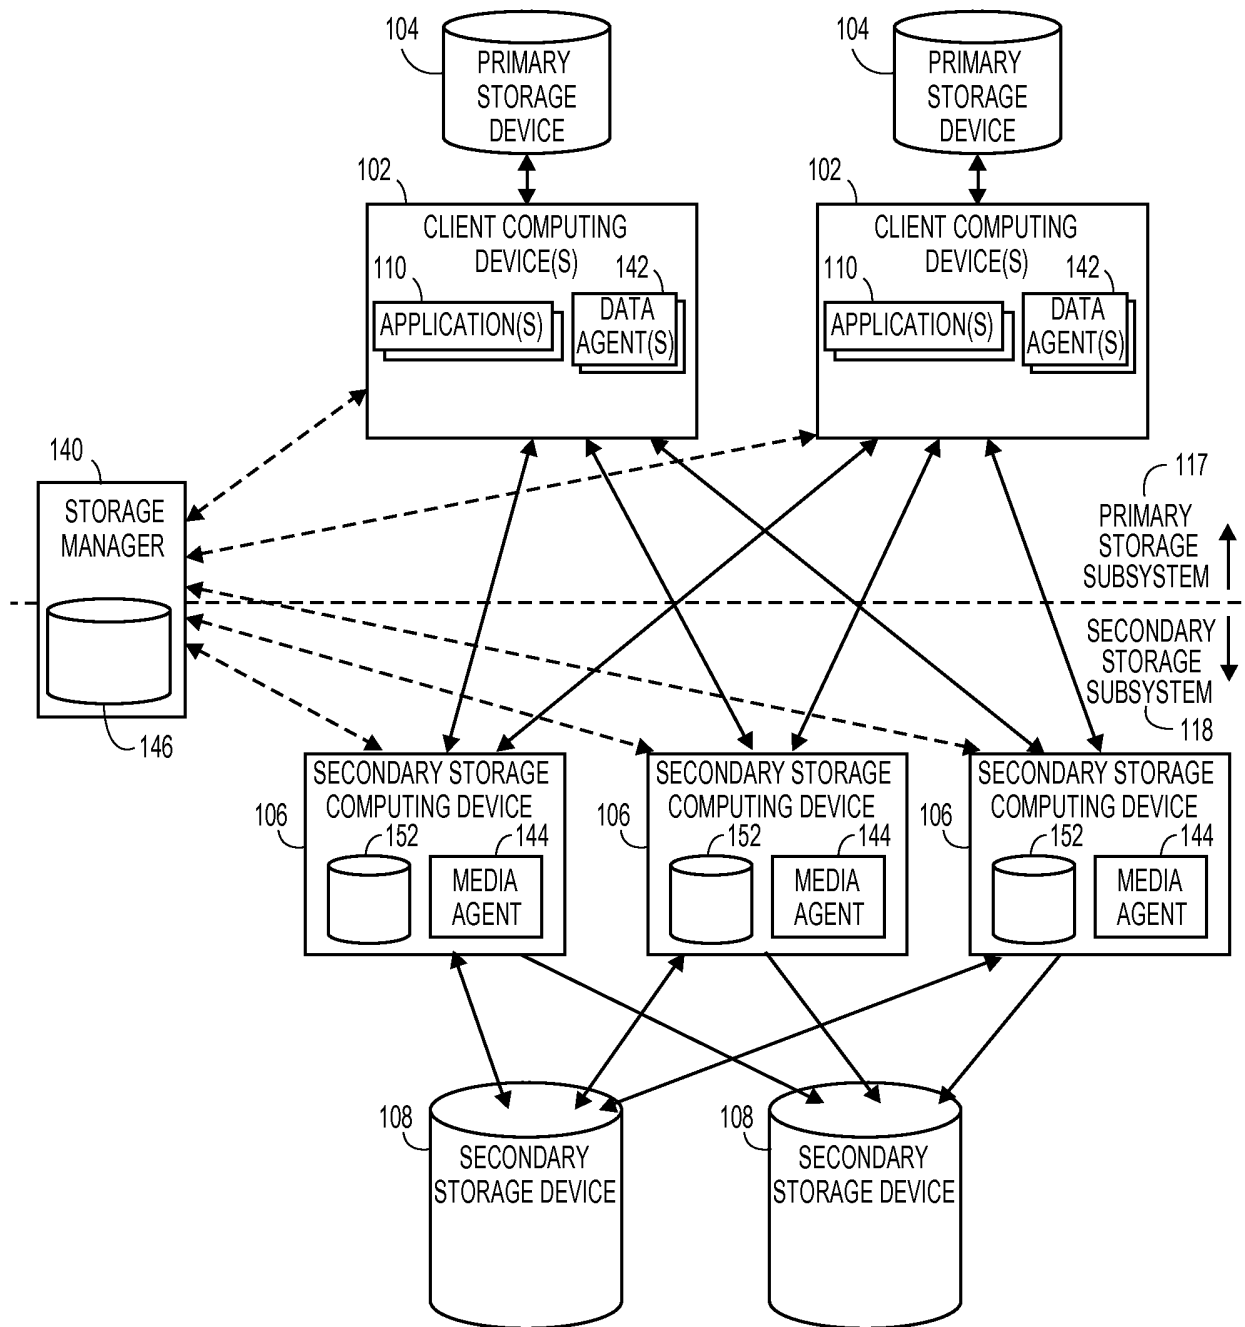 104
PRIMARY
STORAGE
DEVICE
104
PRIMARY
STORAGE
DEVICE
102
CLIENT COMPUTING
DEVICE(S)
110
142
APPLICATION(S)
DATA
AGENT(S)
102
CLIENT COMPUTING
DEVICE(S)
110
142
APPLICATION(S)
DATA
AGENT(S)
140
STORAGE
MANAGER
146
117
PRIMARY
STORAGE
SUBSYSTEM
SECONDARY
STORAGE
SUBSYSTEM
118
SECONDARY STORAGE
COMPUTING DEVICE
106
152
144
MEDIA
AGENT
SECONDARY STORAGE
COMPUTING DEVICE
106
152
144
MEDIA
AGENT
SECONDARY STORAGE
COMPUTING DEVICE
106
152
144
MEDIA
AGENT
108
SECONDARY
STORAGE DEVICE
108
SECONDARY
STORAGE DEVICE